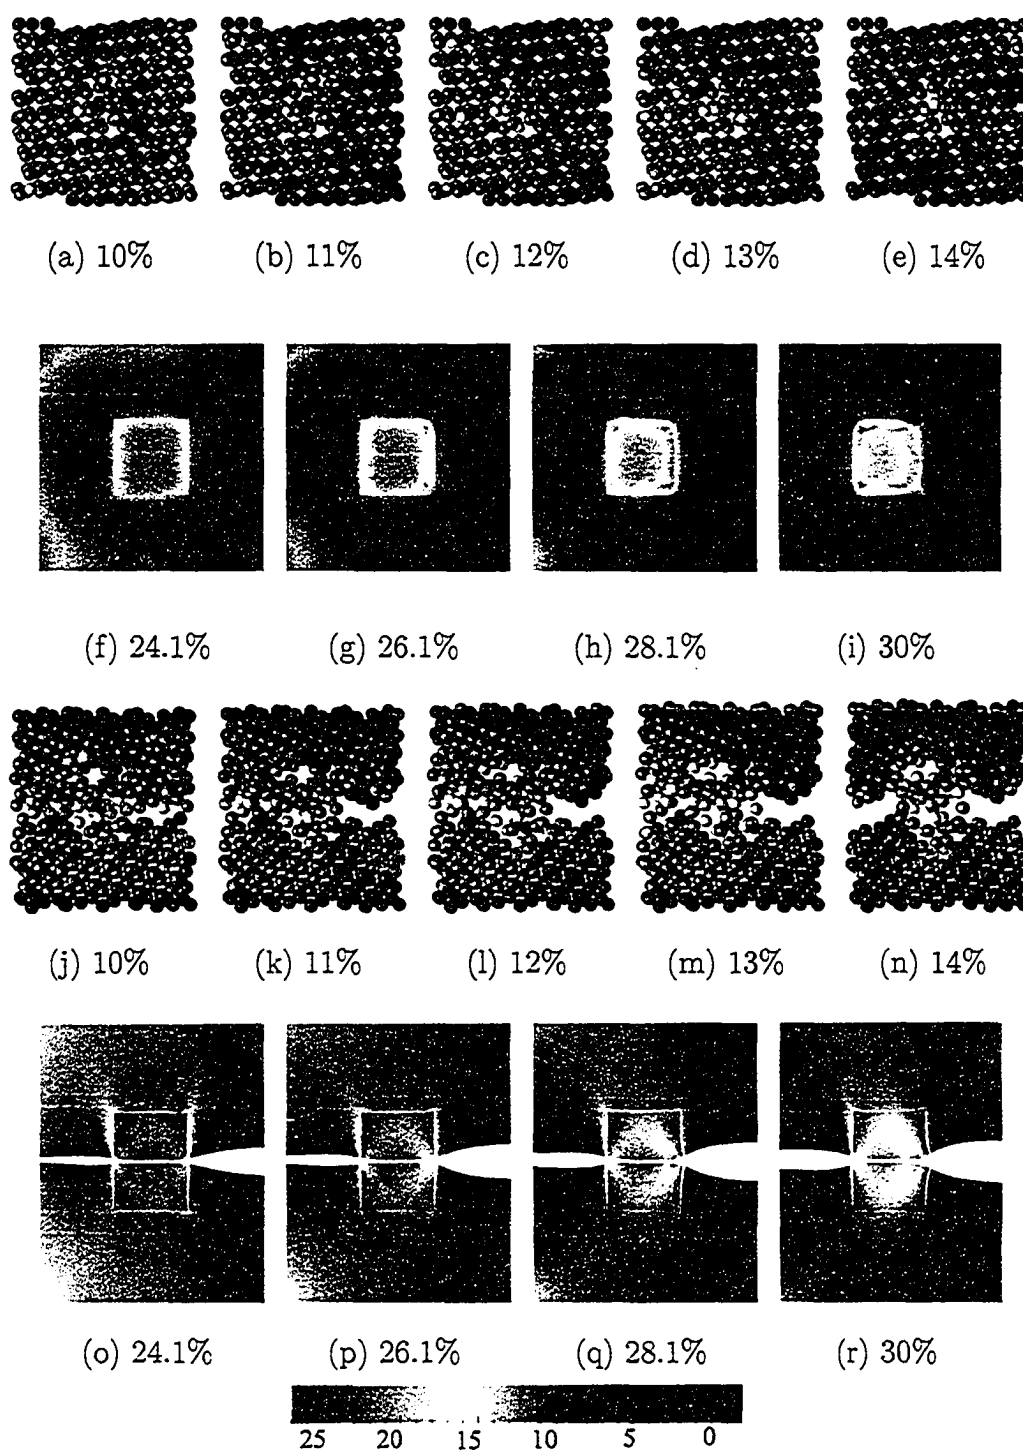 (a) 10% (b) 11% (c) 12% (d) 13% (e) 14%
(f) 24.1% (g) 26.1% (h) 28.1% (i) 30%
(j) 10% (k) 11% (l) 12% (m) 13% (n) 14%
(o) 24.1% (p) 26.1% (q) 28.1% (r) 30%
25 20 15 10 5 0